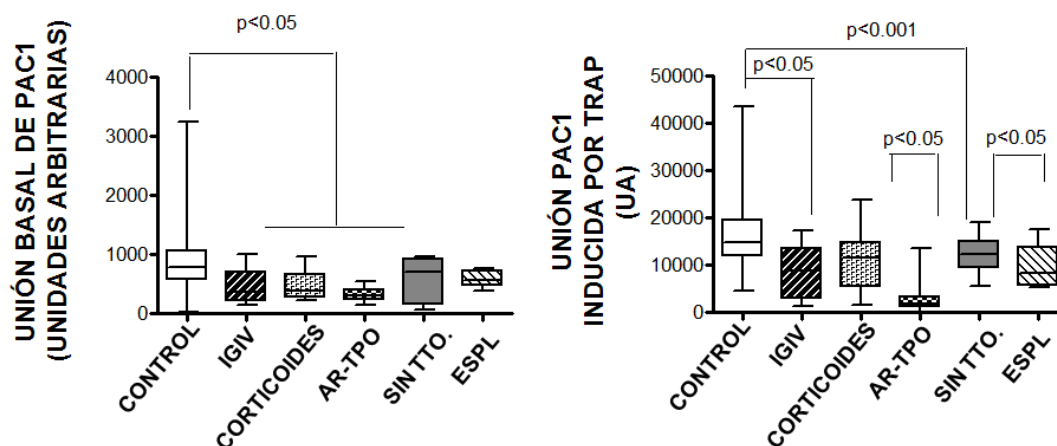 p<0.05
UNIÓN BASAL DE PAC1
(UNIDADES ARBITRARIAS)
4000
3000
2000
1000
0
CONTROL
IGIV
CORTICOIDES
AR-TPO
SIN TTO.
ESPL
p<0.001
p<0.05
p<0.05
p<0.05
UNIÓN PAC1
INDUCIDA POR TRAP
(UA)
50000
40000
30000
20000
10000
0
CONTROL
IGIV
CORTICOIDES
AR-TPO
SIN TTO.
ESPL